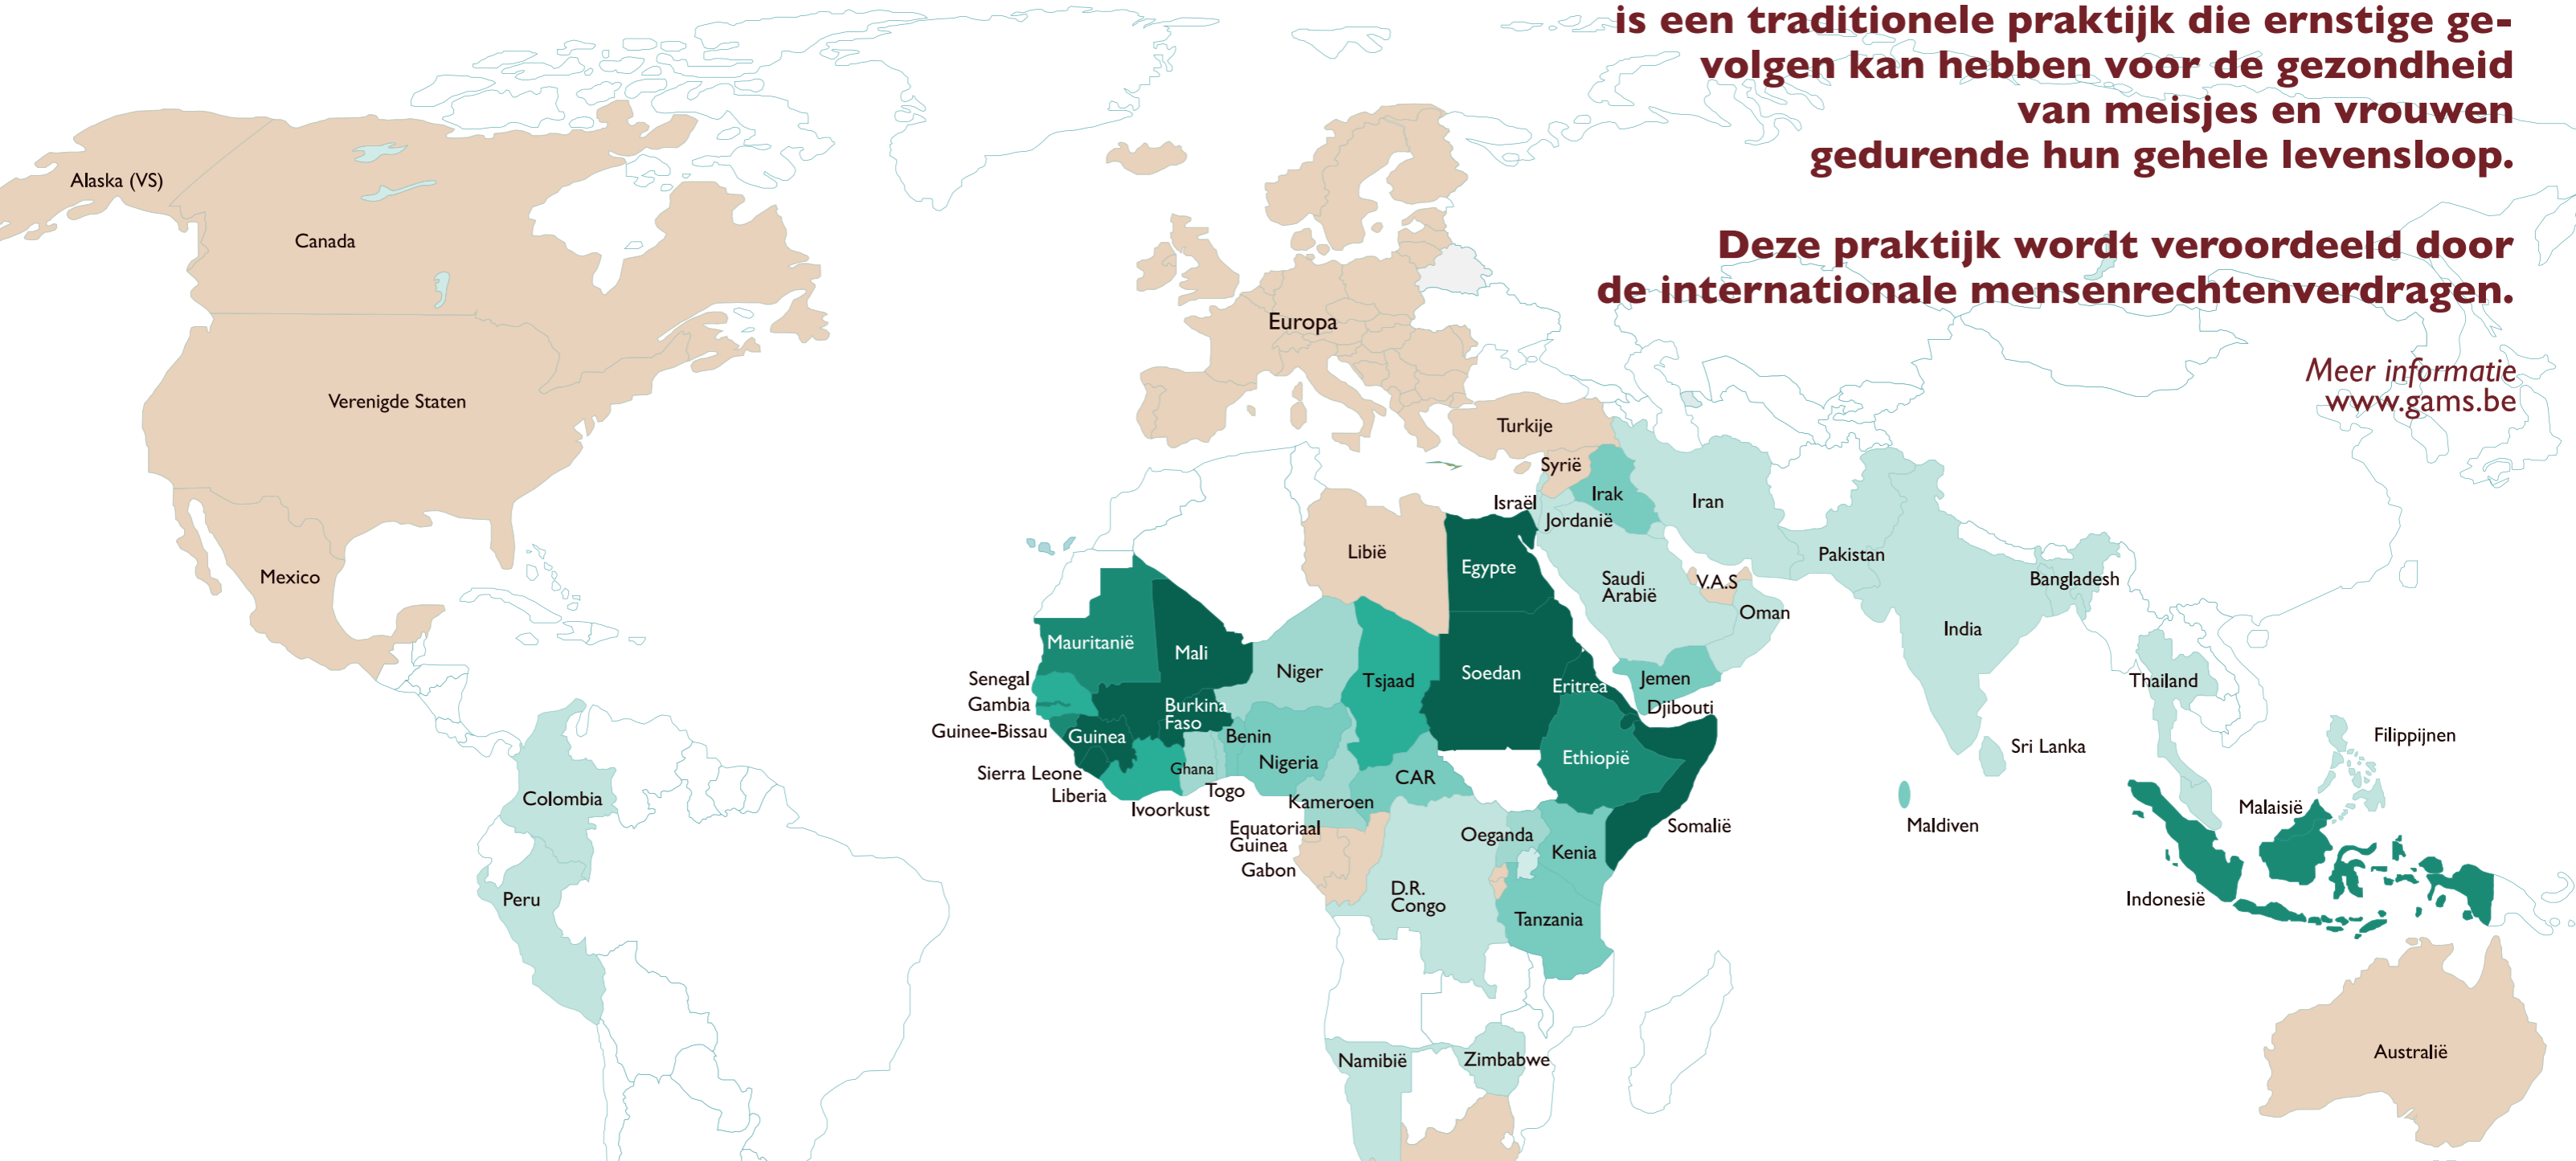 is een traditionele praktijk die ernstige ge-
volgen kan hebben voor de gezondheid
van meisjes en vrouwen
gedurende hun gehele levensloop.
Deze praktijk wordt veroordeeld door
de internationale mensenrechtenverdragen.
Meer informatie
www.gams.be
Alaska (VS)
Canada
Verenigde Staten
Mexico
Colombia
Peru
Europa
Turkije
Syrië
Israël
Irak
Iran
Jordanië
Libië
Egypte
Saudi
Arabië
V.A.S
Oman
Pakistan
Bangladesh
India
Mauritanië
Mali
Niger
Tsjaad
Soedan
Eritrea
Jemen
Djibouti
Senegal
Gambia
Guinee-Bissau
Guinea
Burkina
Faso
Benin
Nigeria
Ghana
Togo
Sierra Leone
Liberia
Ivoorkust
CAR
Kameroen
Equatoriaal
Guinea
Gabon
Ethiopië
Somalië
Oeganda
Kenia
D.R.
Congo
Tanzania
Namibië
Zimbabwe
Thailand
Sri Lanka
Maldiven
Filippijnen
Malaisië
Indonesië
Australië